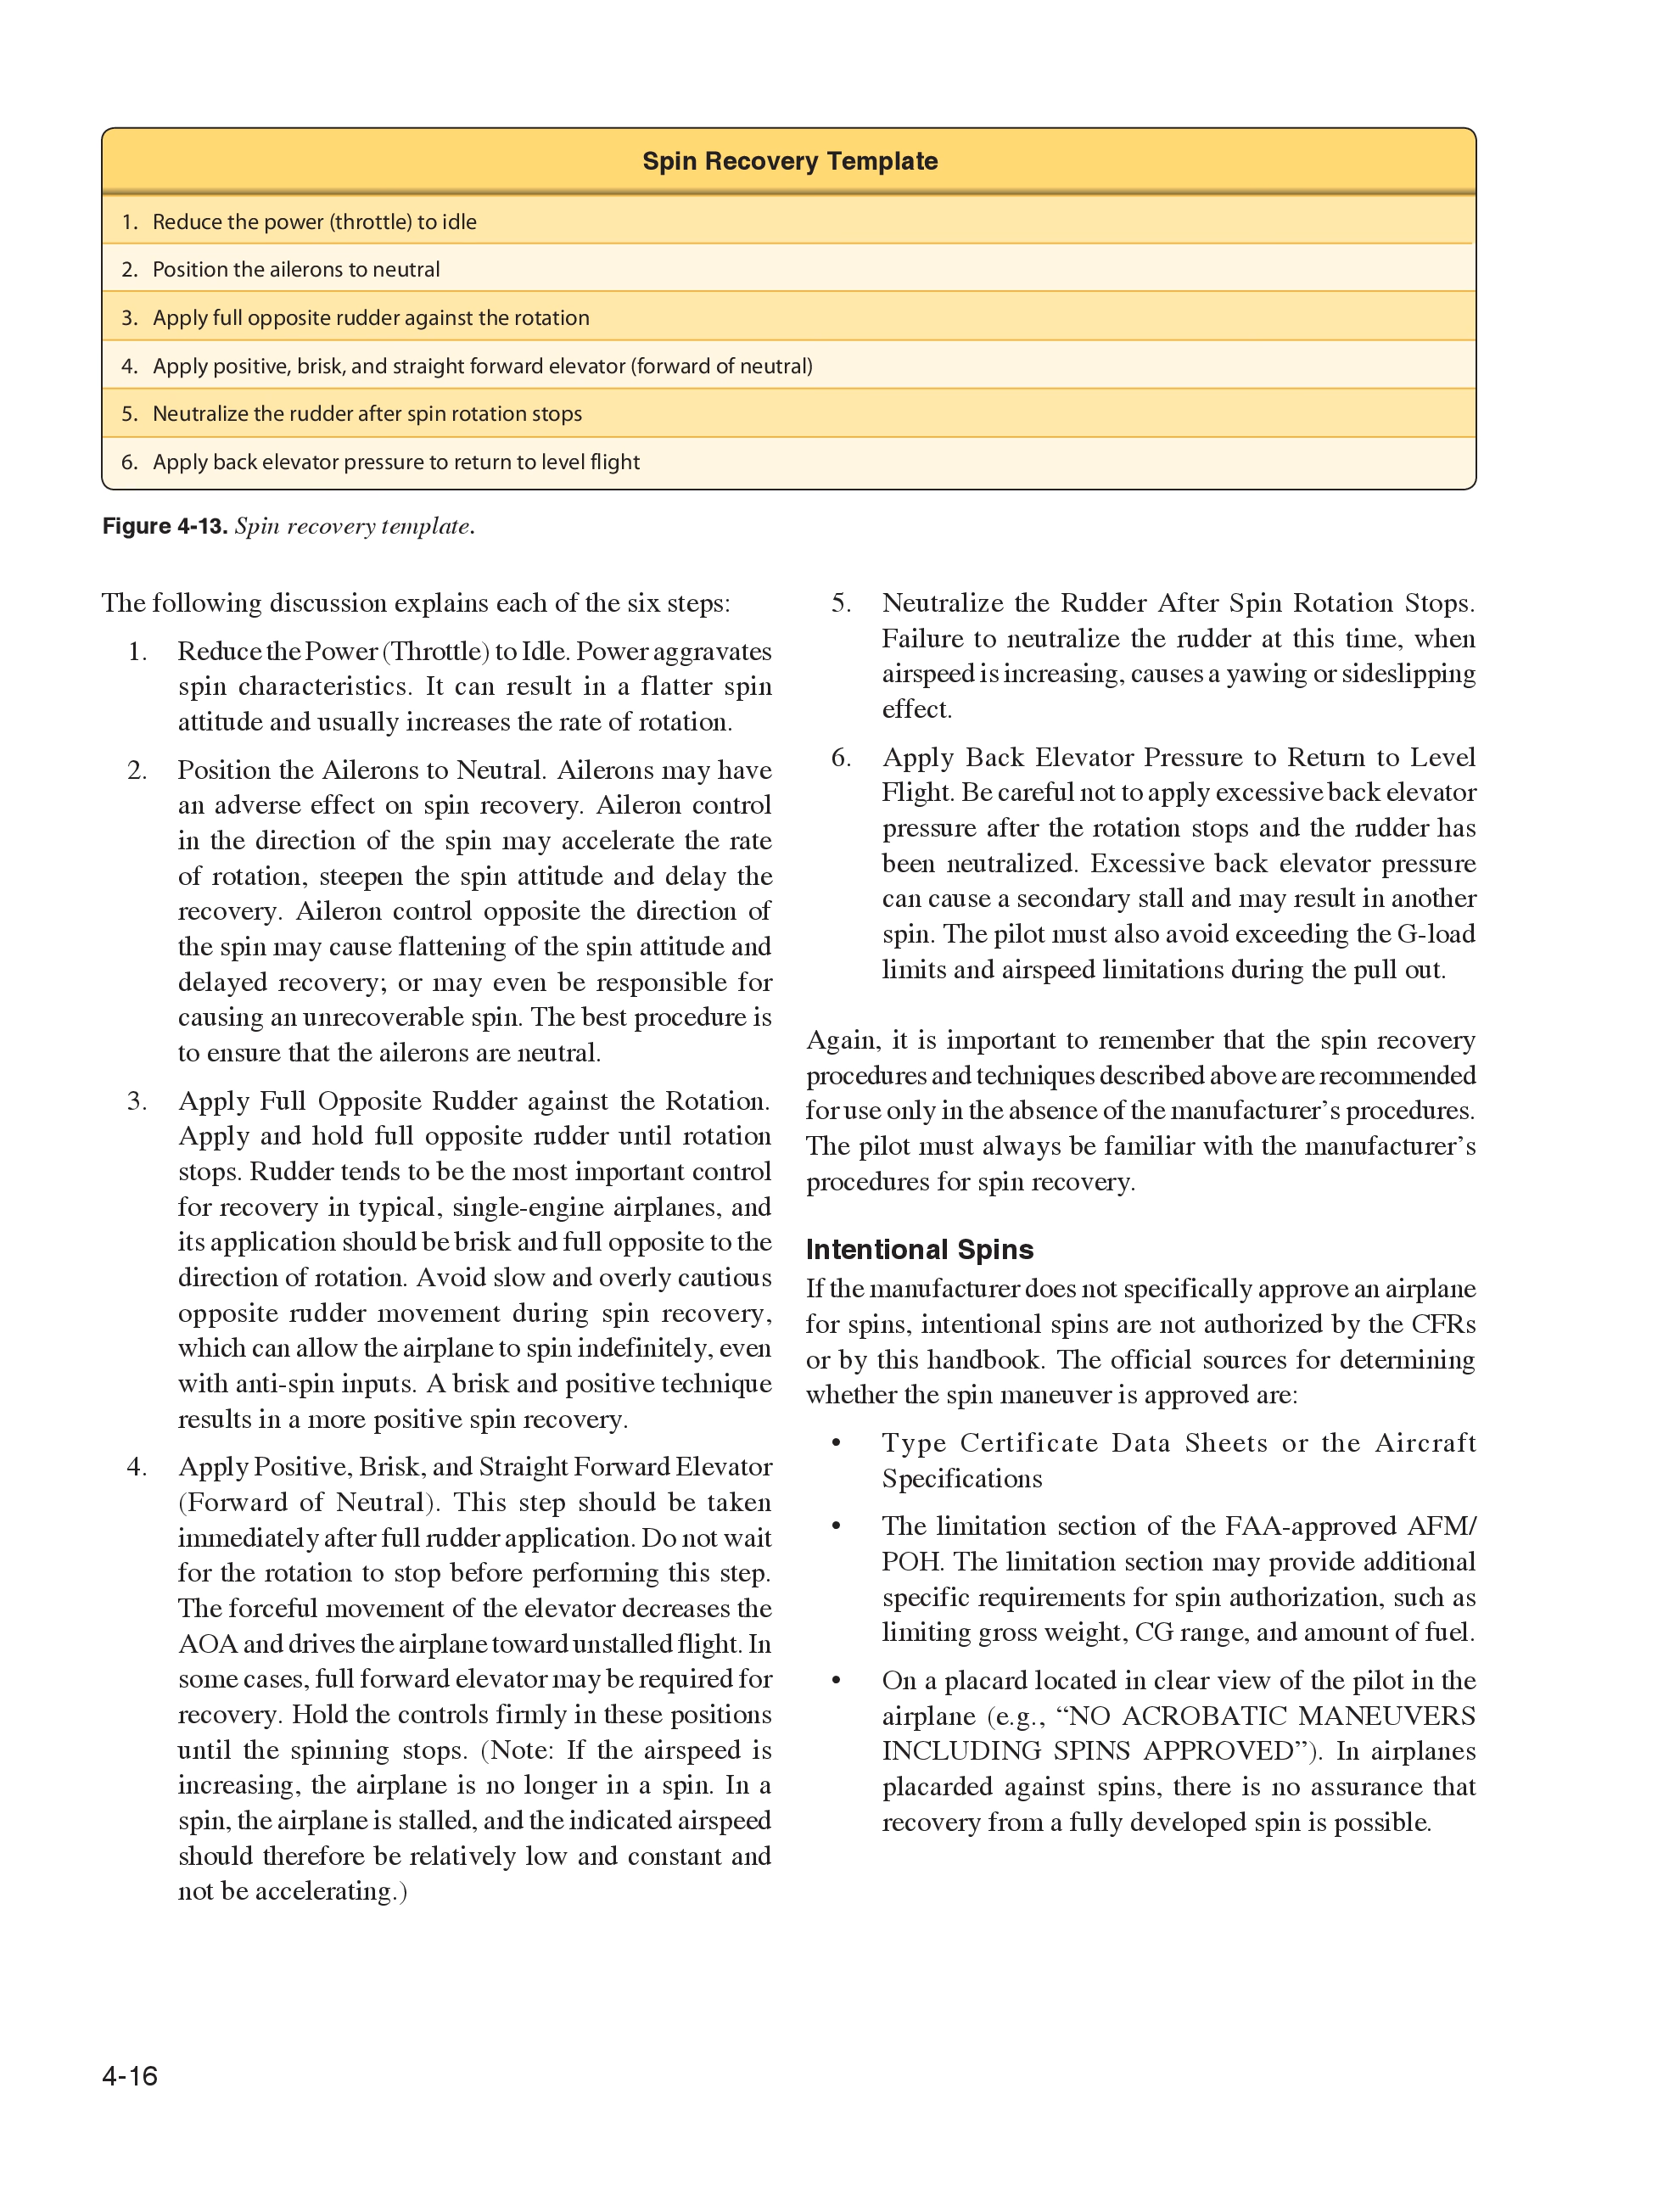 Spin Recovery Template
1. Reduce the power (throttle) to idle
2. Position the ailerons to neutral
3. Apply full opposite rudder against the rotation
4. Apply positive, brisk, and straight forward elevator (forward of neutral)
5. Neutralize the rudder after spin rotation stops
6. Apply back elevator pressure to return to level flight
Figure 4-13. Spin recovery template.
The following discussion explains each of the six steps:
1. Reduce the Power (Throttle) to Idle. Power aggravates
spin characteristics. It can result in a flatter spin
attitude and usually increases the rate of rotation.
2. Position the Ailerons to Neutral. Ailerons may have
an adverse effect on spin recovery. Aileron control
in the direction of the spin may accelerate the rate
of rotation, steepen the spin attitude and delay the
recovery. Aileron control opposite the direction of
the spin may cause flattening of the spin attitude and
delayed recovery; or may even be responsible for
causing an unrecoverable spin. The best procedure is
to ensure that the ailerons are neutral.
3. Apply Full Opposite Rudder against the Rotation.
Apply and hold full opposite rudder until rotation
stops. Rudder tends to be the most important control
for recovery in typical, single-engine airplanes, and
its application should be brisk and full opposite to the
direction of rotation. Avoid slow and overly cautious
opposite rudder movement during spin recovery,
which can allow the airplane to spin indefinitely, even
with anti-spin inputs. A brisk and positive technique
results in a more positive spin recovery.
4. Apply Positive, Brisk, and Straight Forward Elevator
(Forward of Neutral). This step should be taken
immediately after full rudder application. Do not wait
for the rotation to stop before performing this step.
The forceful movement of the elevator decreases the
AOA and drives the airplane toward unstalled flight. In
some cases, full forward elevator may be required for
recovery. Hold the controls firmly in these positions
until the spinning stops. (Note: If the airspeed is
increasing, the airplane is no longer in a spin. In a
spin, the airplane is stalled, and the indicated airspeed
should therefore be relatively low and constant and
not be accelerating.)
5. Neutralize the Rudder After Spin Rotation Stops.
Failure to neutralize the rudder at this time, when
airspeed is increasing, causes a yawing or sideslipping
effect.
6. Apply Back Elevator Pressure to Return to Level
Flight. Be careful not to apply excessive back elevator
pressure after the rotation stops and the rudder has
been neutralized. Excessive back elevator pressure
can cause a secondary stall and may result in another
spin. The pilot must also avoid exceeding the G-load
limits and airspeed limitations during the pull out.
Again, it is important to remember that the spin recovery
procedures and techniques described above are recommended
for use only in the absence of the manufacturer’s procedures.
The pilot must always be familiar with the manufacturer’s
procedures for spin recovery.
Intentional Spins
If the manufacturer does not specifically approve an airplane
for spins, intentional spins are not authorized by the CFRs
or by this handbook. The official sources for determining
whether the spin maneuver is approved are:
• Type Certificate Data Sheets or the Aircraft
Specifications
• The limitation section of the FAA-approved AFM/
POH. The limitation section may provide additional
specific requirements for spin authorization, such as
limiting gross weight, CG range, and amount of fuel.
• On a placard located in clear view of the pilot in the
airplane (e.g., “NO ACROBATIC MANEUVERS
INCLUDING SPINS APPROVED”). In airplanes
placarded against spins, there is no assurance that
recovery from a fully developed spin is possible.
4-16